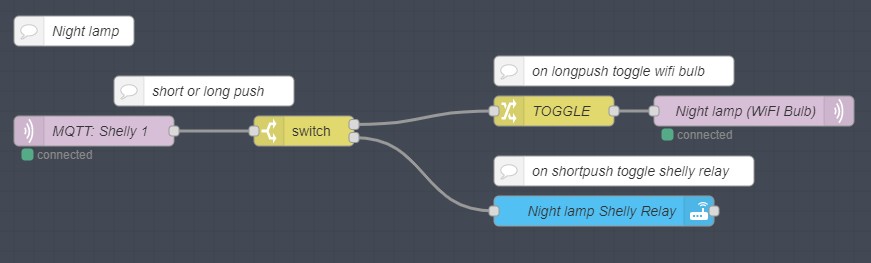 Night lamp
short or long push
on longpush toggle wifi bulb
MQTT: Shelly 1
switch
TOGGLE
Night lamp (WiFI Bulb)
connected
connected
on shortpush toggle shelly relay
Night lamp Shelly Relay